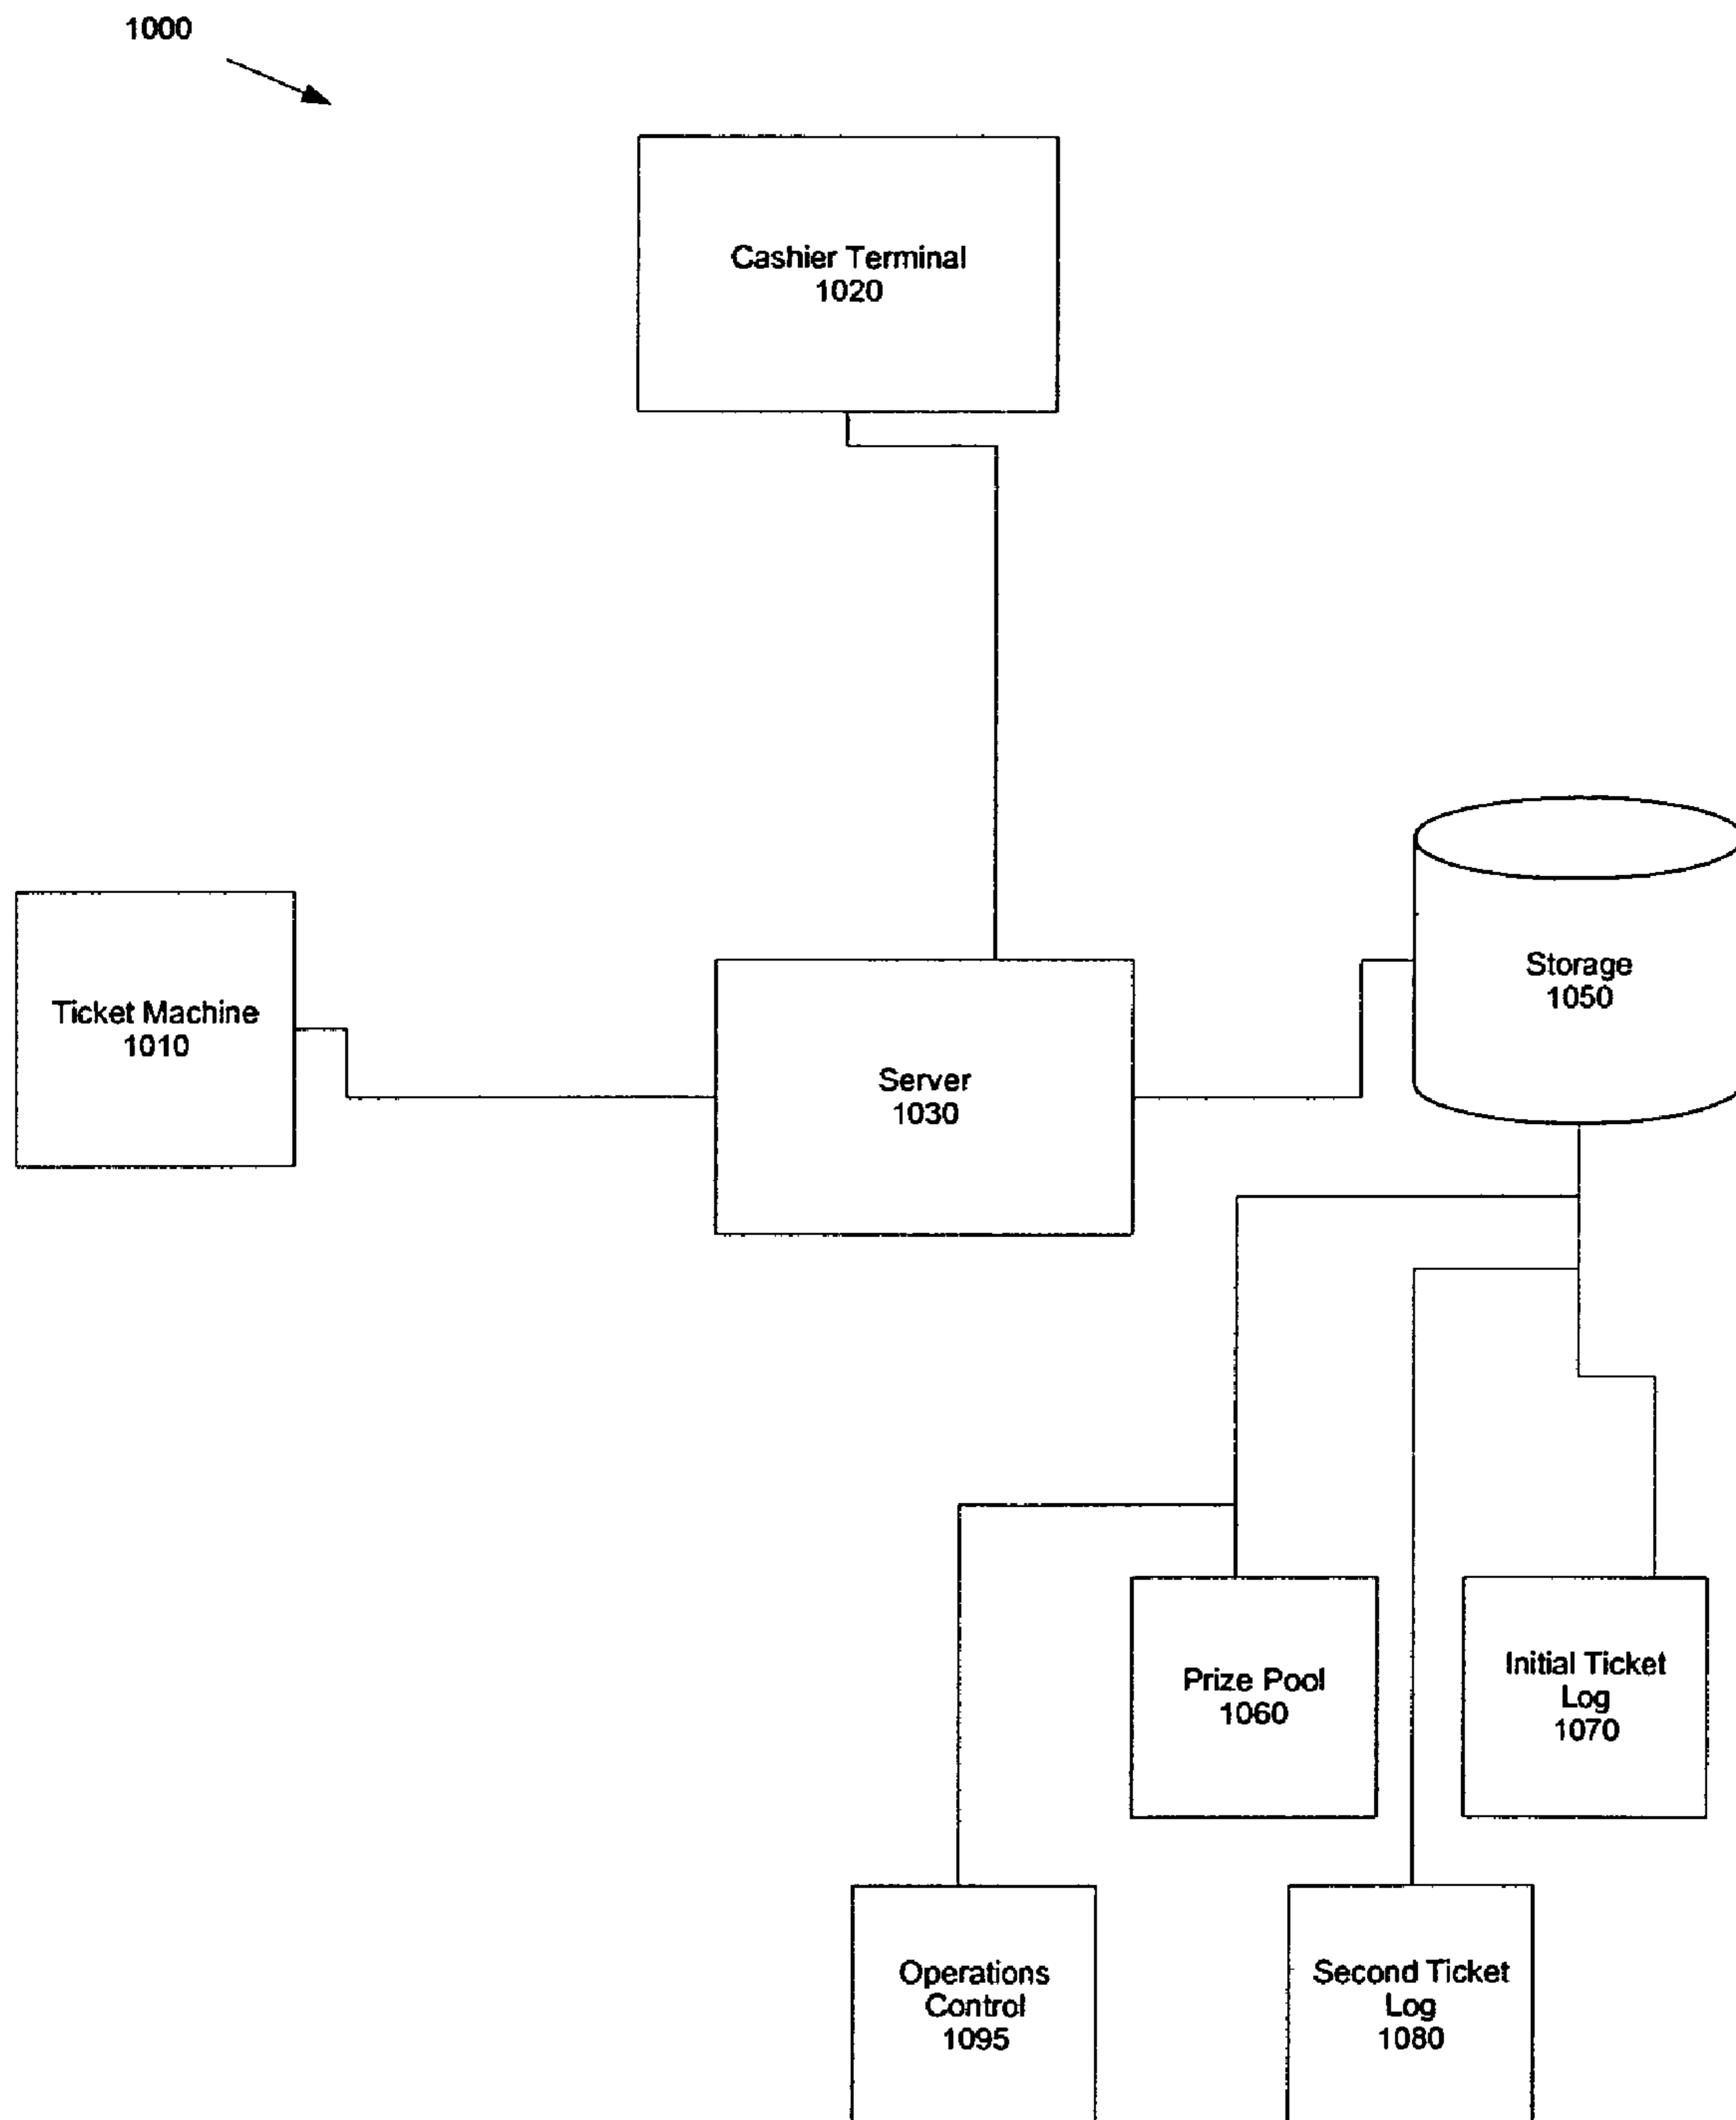 1000
Cashier Terminal
1020
Ticket Machine
1010
Server
1030
Storage
1050
Prize Pool
1060
Initial Ticket
Log
1070
Operations
Control
1095
Second Ticket
Log
1080